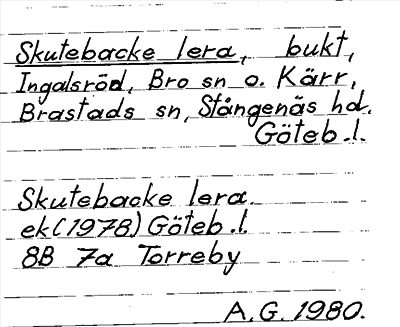 Skutebacke lera, bukt,
Ingalsröd, Bro sn o. Kärr,
Brastads sn, Stångenäs hd.
Göteb.l.
Skutebacke lera.
ek(1978) Göteb.l.
8B 7a Torreby
A.G. 1980.